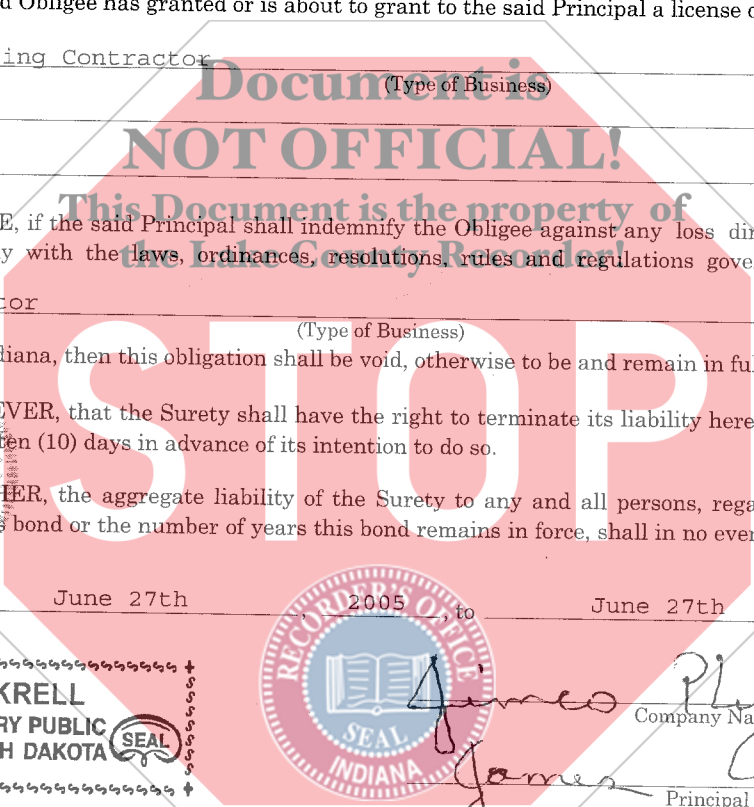 d Obligee has granted or is about to grant to the said Principal a license o
ing Contractor
Document is
(Type of Business)
NOT OFFICIAL!
This Document is the property of
E, if the said Principal shall indemnify the Obligee against any loss dir
y with the laws, ordinances, resolutions, rules and regulations gove
the Lake County Recorder!
tor
(Type of Business)
diana, then this obligation shall be void, otherwise to be and remain in ful
STOP
EVER, that the Surety shall have the right to terminate its liability here
ten (10) days in advance of its intention to do so.
HER, the aggregate liability of the Surety to any and all persons, rega
s bond or the number of years this bond remains in force, shall in no even
June 27th, 2005, to June 27th
RECORDER'S OFFICE
SEAL
INDIANA
KRELL
RY PUBLIC
H DAKOTA
SEAL
Jimco Pl
Company Na
James
Principal